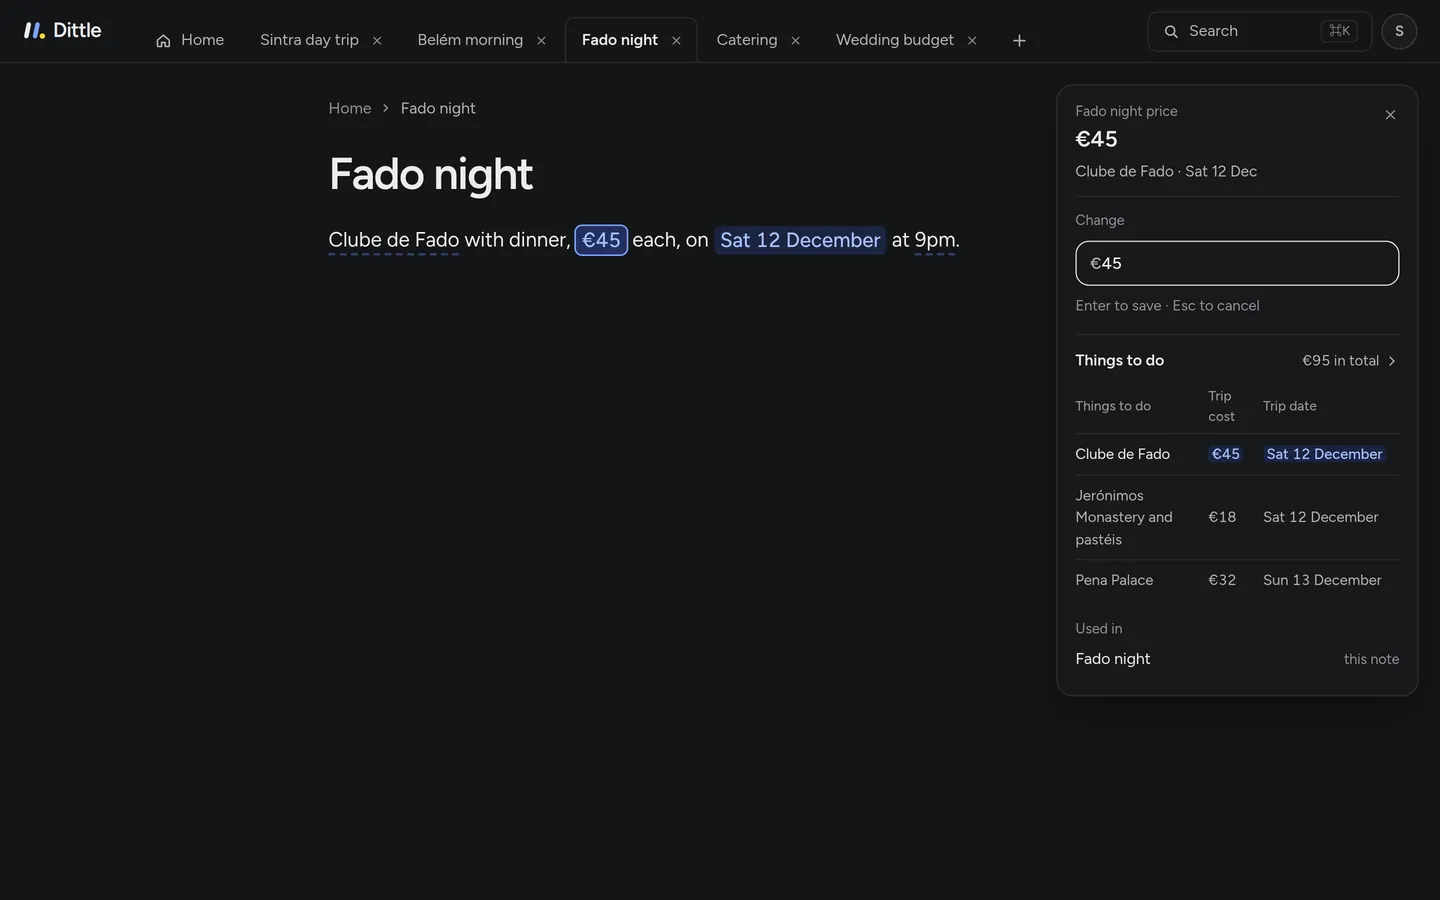 Dittle
Home
Sintra day trip
Belém morning
Fado night
Catering
Wedding budget
Search
⌘K
S
Home > Fado night
Fado night
Clube de Fado with dinner, €45 each, on Sat 12 December at 9pm.
Fado night price
€45
Clube de Fado · Sat 12 Dec
Change
€45
Enter to save · Esc to cancel
Things to do €95 in total >
Things to do Trip cost Trip date
Clube de Fado €45 Sat 12 December
Jerónimos Monastery and pastéis €18 Sat 12 December
Pena Palace €32 Sun 13 December
Used in
Fado night this note